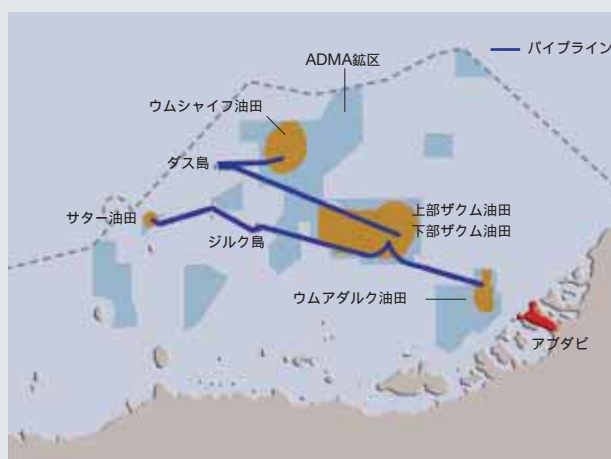 パイプライン
ADMA鉱区
ウムシャイフ油田
ダス島
サター油田
上部ザクム油田
下部ザクム油田
ジルク島
ウムアダルク油田
アブダビ